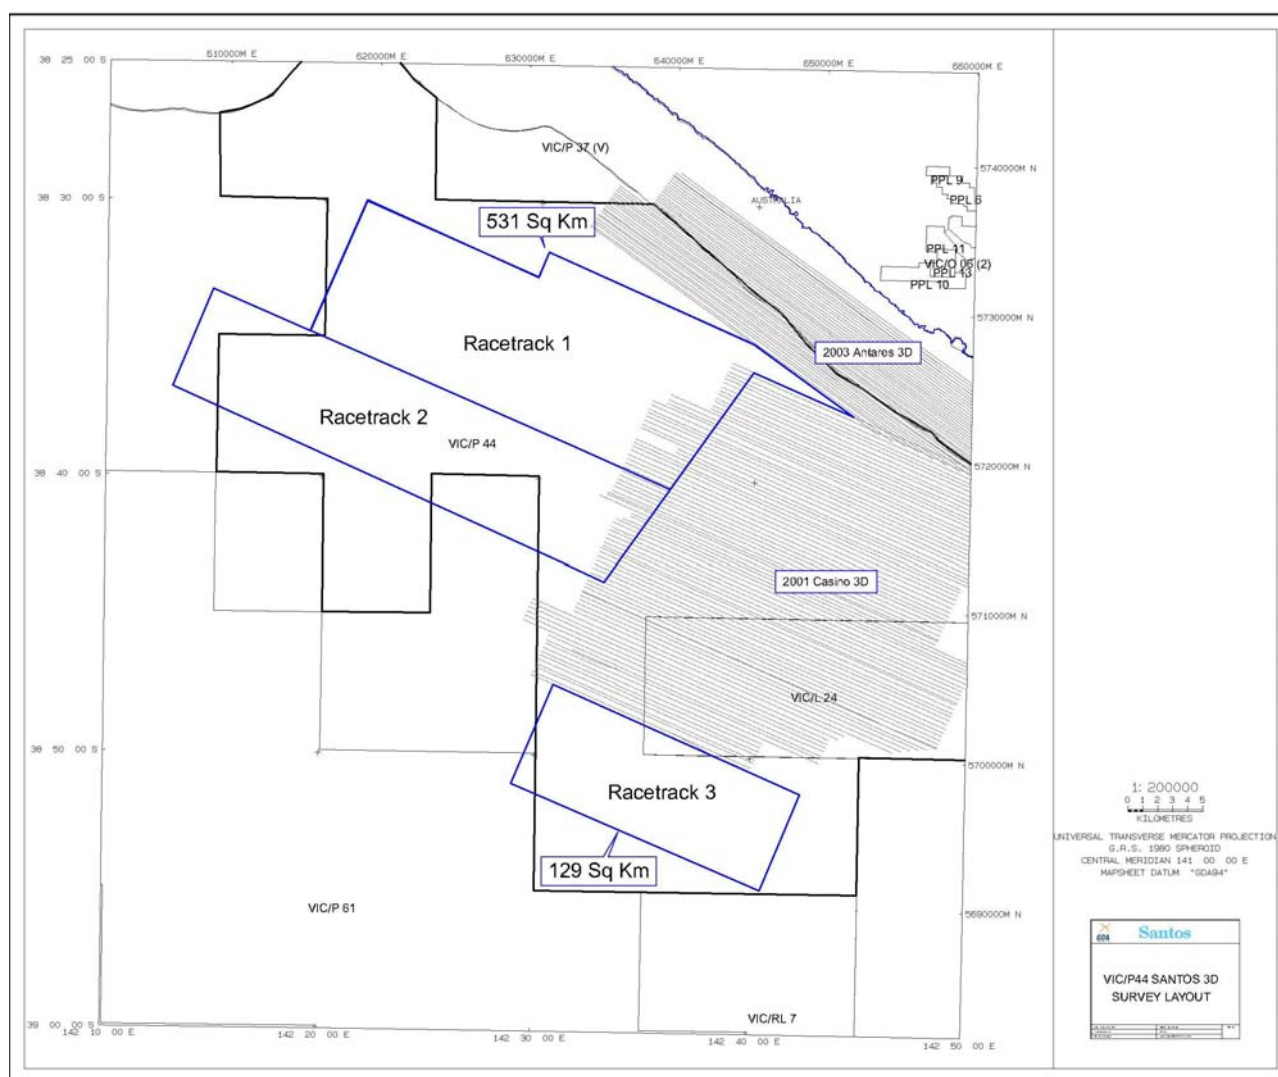 610000M E
620000M E
630000M E
640000M E
650000M E
660000M E
38 25 00 S
VIC/P 37 (V)
5740000M N
PPL 9
38 30 00 S
PPL 6
AUSTRALIA
531 Sq Km
PPL 11
VIC/O 06 (2)
PPL 13
PPL 10
5730000M N
Racetrack 1
2003 Antares 3D
Racetrack 2
VIC/P 44
38 40 00 S
5720000M N
2001 Casino 3D
5710000M N
VIC/L 24
38 50 00 S
5700000M N
Racetrack 3
1: 200000
0 1 2 3 4 5
KILOMETRES
UNIVERSAL TRANSVERSE MERCATOR PROJECTION
G.R.S. 1980 SPHEROID
CENTRAL MERIDIAN 141 00 00 E
MAPSHEET DATUM "GDA94"
129 Sq Km
VIC/P 61
5690000M N
GDA
Santos
VIC/P44 SANTOS 3D
SURVEY LAYOUT
39 00 00 S
VIC/RL 7
142 10 00 E
142 20 00 E
142 30 00 E
142 40 00 E
142 50 00 E